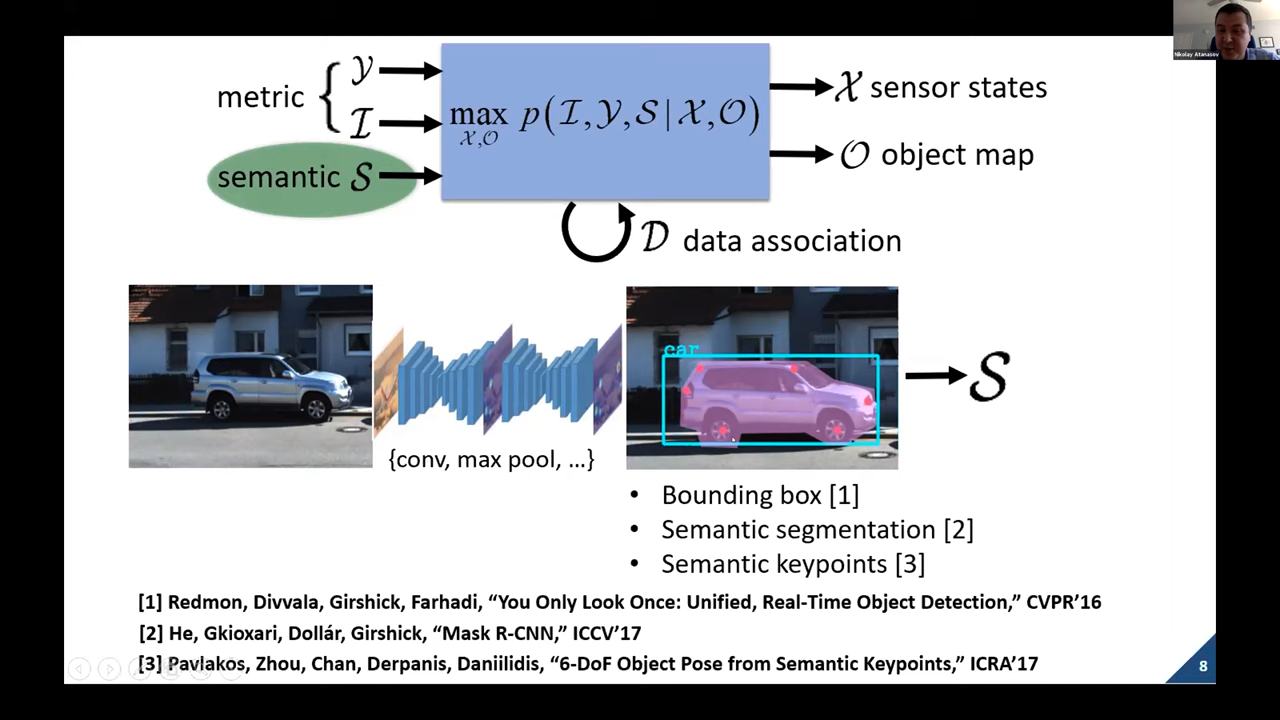 Nikolay Atanasov
metric { 𝒴
ℐ
semantic 𝒮
max p(ℐ, 𝒴, 𝒮 | 𝒳, 𝒪)
𝒳,𝒪
𝒳 sensor states
𝒪 object map
𝒟 data association
car
𝒮
{conv, max pool, ...}
• Bounding box [1]
• Semantic segmentation [2]
• Semantic keypoints [3]
[1] Redmon, Divvala, Girshick, Farhadi, “You Only Look Once: Unified, Real-Time Object Detection,” CVPR’16
[2] He, Gkioxari, Dollár, Girshick, “Mask R-CNN,” ICCV’17
[3] Pavlakos, Zhou, Chan, Derpanis, Daniilidis, “6-DoF Object Pose from Semantic Keypoints,” ICRA’17
8